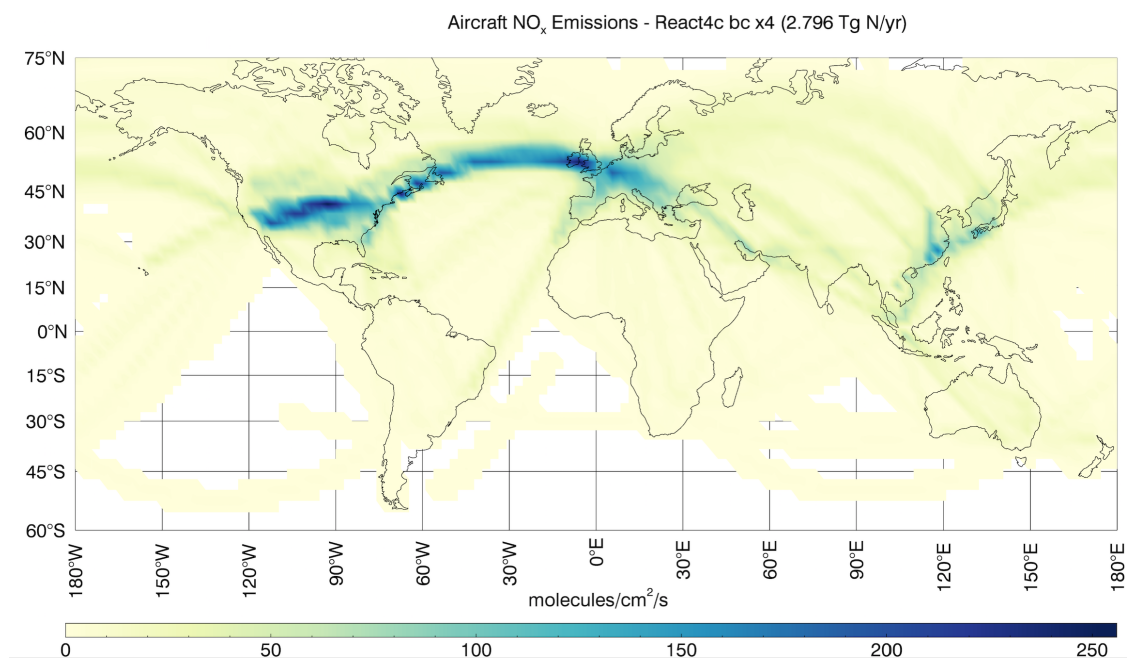 Aircraft NOx Emissions - React4c bc x4 (2.796 Tg N/yr)
75°N
60°N
45°N
30°N
15°N
0°N
15°S
30°S
45°S
60°S
180°W
150°W
120°W
90°W
60°W
30°W
0°E
30°E
60°E
90°E
120°E
150°E
180°E
molecules/cm²/s
0
50
100
150
200
250